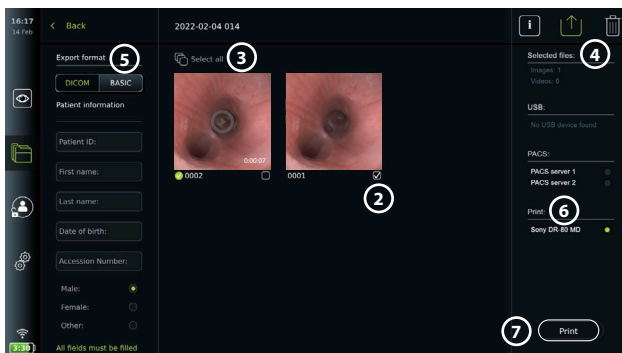 16:17
14 Feb
Back
2022-02-04 014
i
Export format
5
DICOM
BASIC
Patient information
Patient ID:
First name:
Last name:
Date of birth:
Accession Number:
Male:
Female:
Other:
All fields must be filled
3:30
Select all
3
0:00:07
0002
0001
2
Selected files:
4
Images: 1
Videos: 0
USB:
No USB device found
PACS:
PACS server 1
PACS server 2
Print:
6
Sony DR-80 MD
7
Print